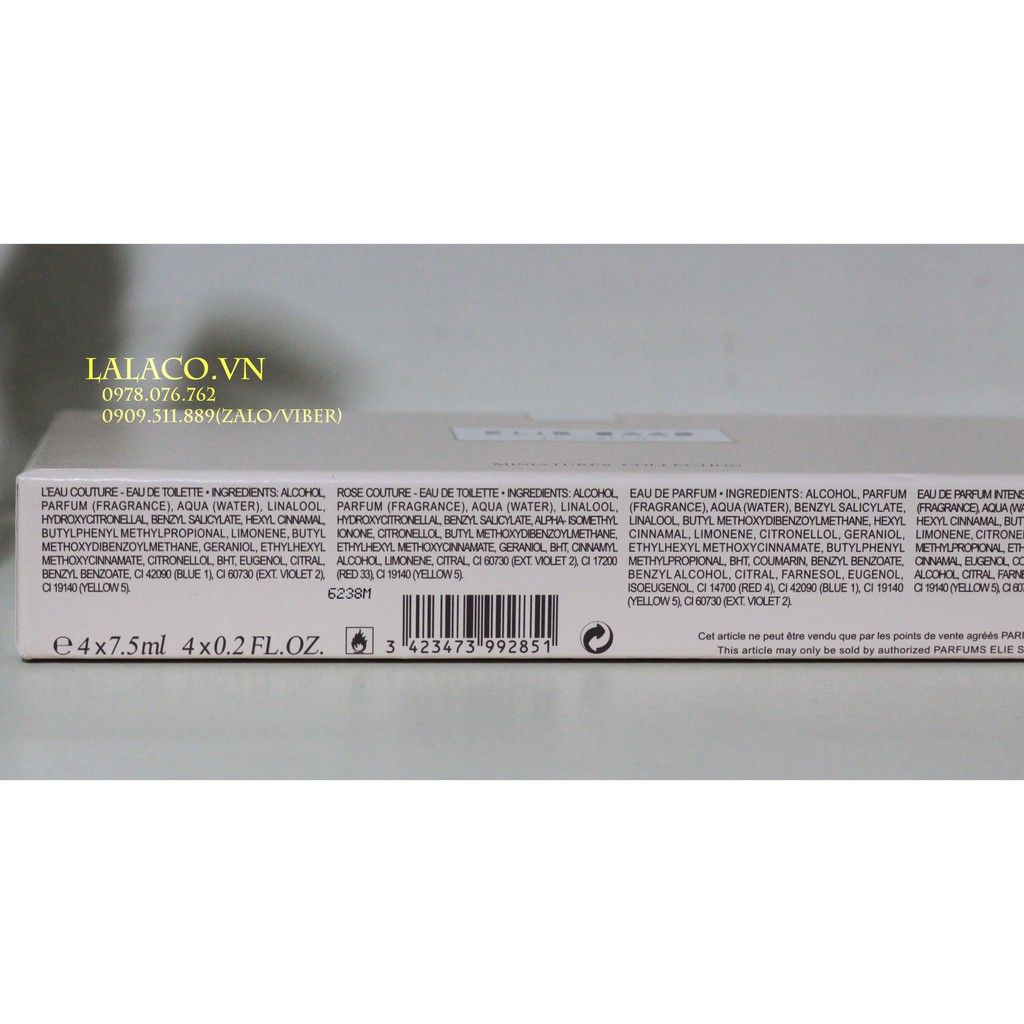 LALACO.VN
0978.076.762
0909.311.889(ZALO/VIBER)
ELIE SAAB
MINIATURES COLLECTION
L'EAU COUTURE - EAU DE TOILETTE • INGREDIENTS: ALCOHOL,
PARFUM (FRAGRANCE), AQUA (WATER), LINALOOL,
HYDROXYCITRONELLAL, BENZYL SALICYLATE, HEXYL CINNAMAL,
BUTYLPHENYL METHYLPROPIONAL, LIMONENE, BUTYL
METHOXYDIBENZOYLMETHANE, GERANIOL, ETHYLHEXYL
METHOXYCINNAMATE, CITRONELLOL, BHT, EUGENOL, CITRAL,
BENZYL BENZOATE, CI 42090 (BLUE 1), CI 60730 (EXT. VIOLET 2),
CI 19140 (YELLOW 5).
ROSE COUTURE - EAU DE TOILETTE • INGREDIENTS: ALCOHOL,
PARFUM (FRAGRANCE), AQUA (WATER), LINALOOL,
HYDROXYCITRONELLAL, BENZYL SALICYLATE, ALPHA- ISOMETHYL
IONONE, CITRONELLOL, BUTYL METHOXYDIBENZOYLMETHANE,
ETHYLHEXYL METHOXYCINNAMATE, GERANIOL, BHT, CINNAMYL
ALCOHOL, LIMONENE, CITRAL, CI 60730 (EXT. VIOLET 2), CI 17200
(RED 33), CI 19140 (YELLOW 5).
EAU DE PARFUM • INGREDIENTS: ALCOHOL, PARFUM
(FRAGRANCE), AQUA (WATER), BENZYL SALICYLATE,
LINALOOL, BUTYL METHOXYDIBENZOYLMETHANE, HEXYL
CINNAMAL, LIMONENE, CITRONELLOL, GERANIOL,
ETHYLHEXYL METHOXYCINNAMATE, BUTYLPHENYL
METHYLPROPIONAL, BHT, COUMARIN, BENZYL BENZOATE,
BENZYL ALCOHOL, CITRAL, FARNESOL, EUGENOL,
ISOEUGENOL, CI 14700 (RED 4), CI 42090 (BLUE 1), CI 19140
(YELLOW 5), CI 60730 (EXT. VIOLET 2).
EAU DE PARFUM INTENS
(FRAGRANCE), AQUA (WA
HEXYL CINNAMAL, BUT
LIMONENE, CITRONELLO
METHYLPROPIONAL, ETH
CINNAMAL, EUGENOL, CO
ALCOHOL, CITRAL, FARNE
CI 19140 (YELLOW 5), CI 607
6238M
e 4 x 7.5ml 4 x 0.2 FL.OZ.
3 423473 992851
Cet article ne peut être vendu que par les points de vente agréés PAR
This article may only be sold by authorized PARFUMS ELIE S